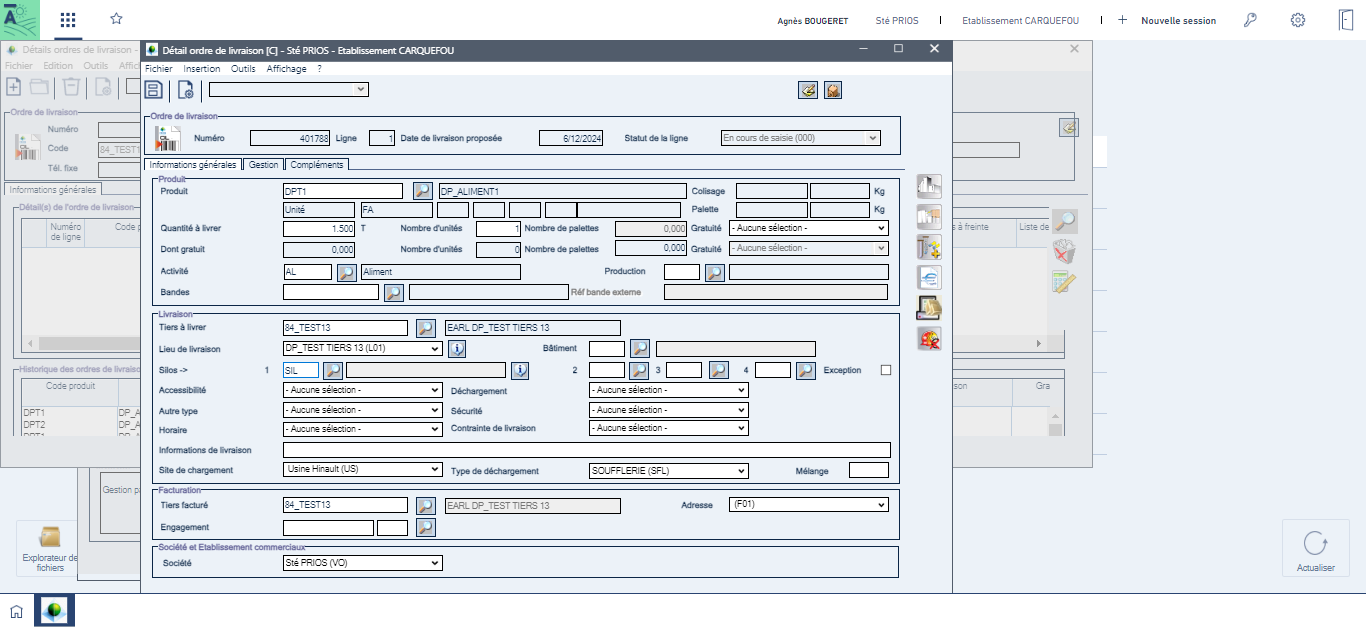 Agnès BOUGERET Sté PRIOS Etablissement CARQUEFOU Nouvelle session
Détails ordres de livraison -
Fichier Edition Outils Affic
Ordre de livraison
Numéro
Code 84_TEST1
Tél. fixe
Informations générales
Détail(s) de l'ordre de livraison
Numéro de ligne Code p
s à freinte Liste de
Historique des ordres de livraiso
Code produit
ison Gra
DPT1 DP_A
DPT2 DP_A
DPT1 DP_A
Gestion pa
Explorateur de
fichiers
Détail ordre de livraison [C] - Sté PRIOS - Etablissement CARQUEFOU
Fichier Insertion Outils Affichage ?
Ordre de livraison
Numéro 401788 Ligne 1 Date de livraison proposée 6/12/2024 Statut de la ligne En cours de saisie (000)
Informations générales Gestion Compléments
Produit
Produit DPT1 DP_ALIMENT1 Colisage Kg
Unité FA Palette Kg
Quantité à livrer 1.500 T Nombre d'unités 1 Nombre de palettes 0,000 Gratuité - Aucune sélection -
Dont gratuit 0,000 Nombre d'unités 0 Nombre de palettes 0,000 Gratuité - Aucune sélection -
Activité AL Aliment Production
Bandes Réf bande externe
Livraison
Tiers à livrer 84_TEST13 EARL DP_TEST TIERS 13
Lieu de livraison DP_TEST TIERS 13 (L01) Bâtiment
Silos -> 1 SIL 2 3 4 Exception
Accessibilité - Aucune sélection - Déchargement - Aucune sélection -
Autre type - Aucune sélection - Sécurité - Aucune sélection -
Horaire - Aucune sélection - Contrainte de livraison - Aucune sélection -
Informations de livraison
Site de chargement Usine Hinault (US) Type de déchargement SOUFFLERIE (SFL) Mélange
Facturation
Tiers facturé 84_TEST13 EARL DP_TEST TIERS 13 Adresse (F01)
Engagement
Société et Etablissement commerciaux
Société Sté PRIOS (VO)
Actualiser